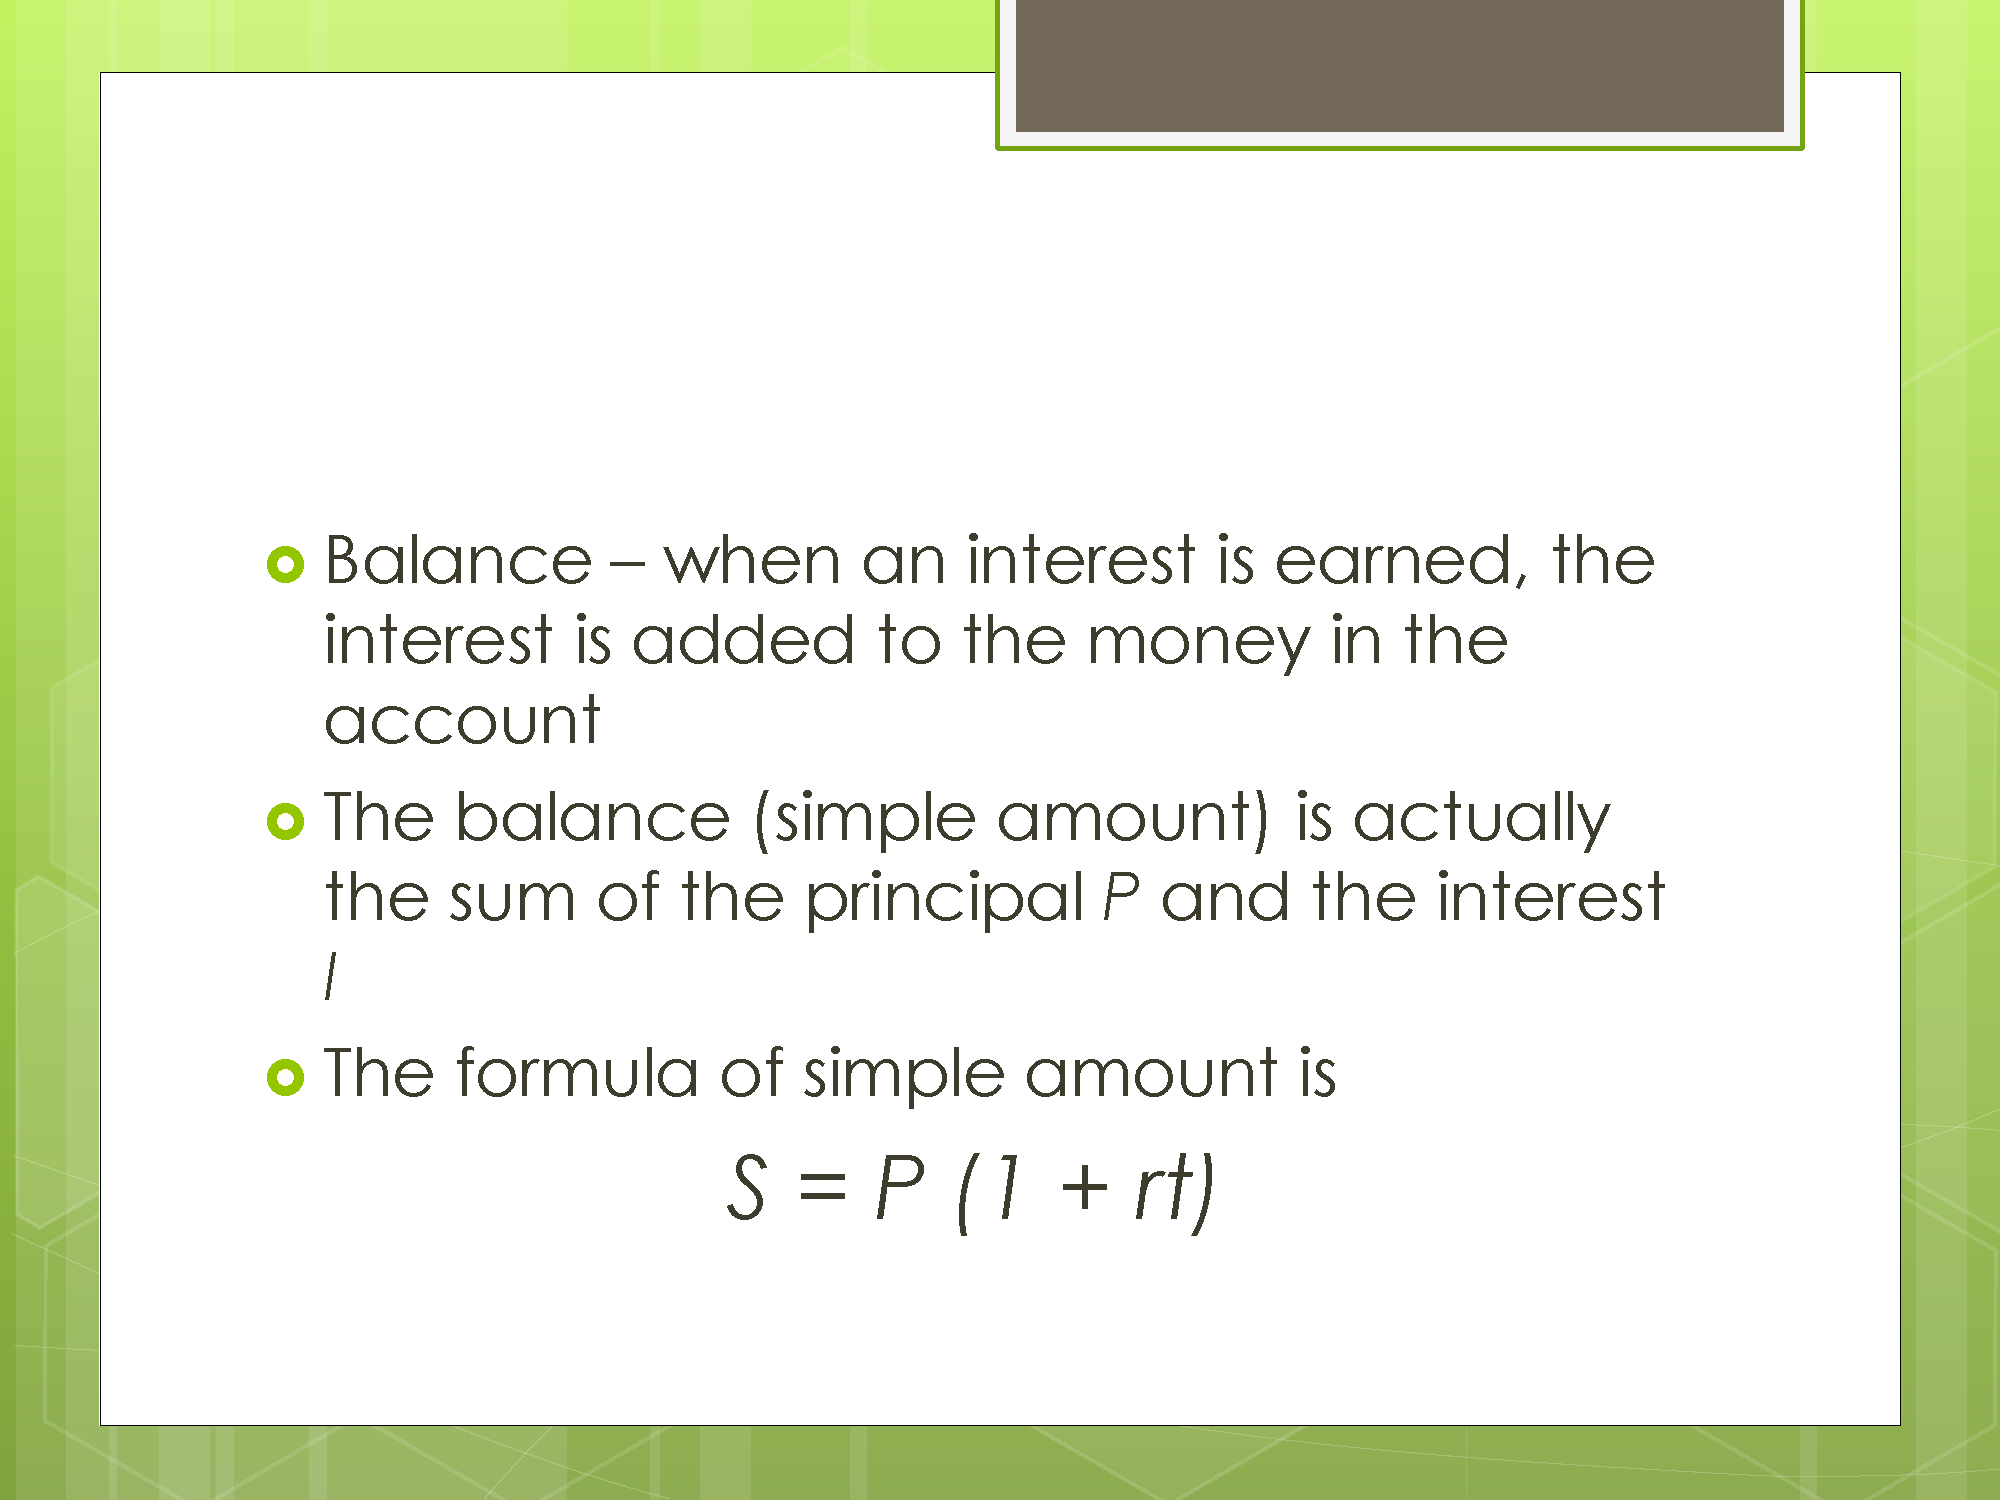 Balance – when an interest is earned, the
interest is added to the money in the
account
The balance (simple amount) is actually
the sum of the principal P and the interest
I
The formula of simple amount is
S = P (1 + rt)